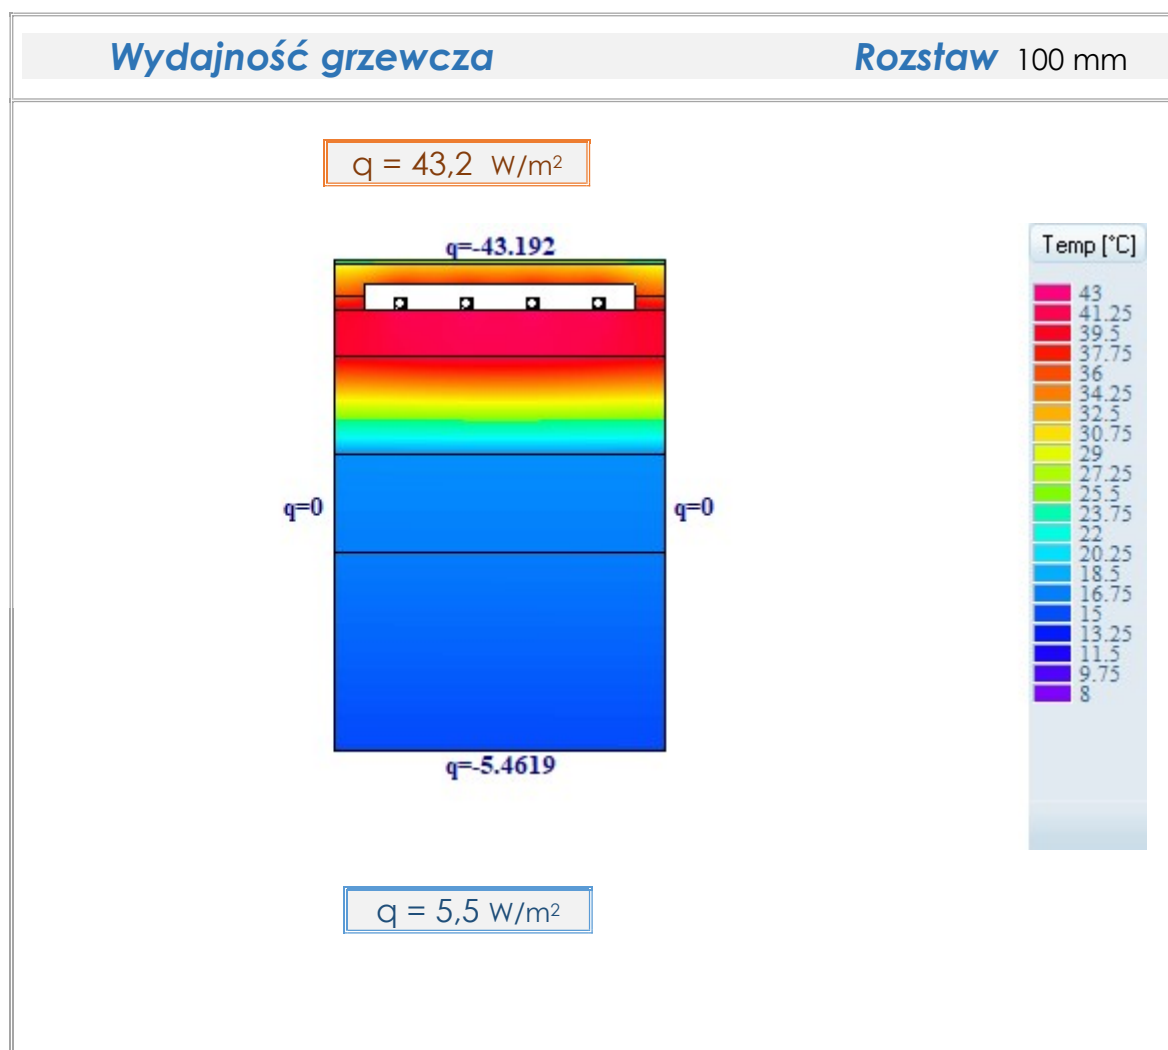 Wydajność grzewcza Rozstaw 100 mm
q = 43,2 W/m²
q=-43.192
Temp [°C]
43
41.25
39.5
37.75
36
34.25
32.5
30.75
29
27.25
25.5
23.75
22
20.25
18.5
16.75
15
13.25
11.5
9.75
8
q=0
q=0
q=-5.4619
q = 5,5 W/m²